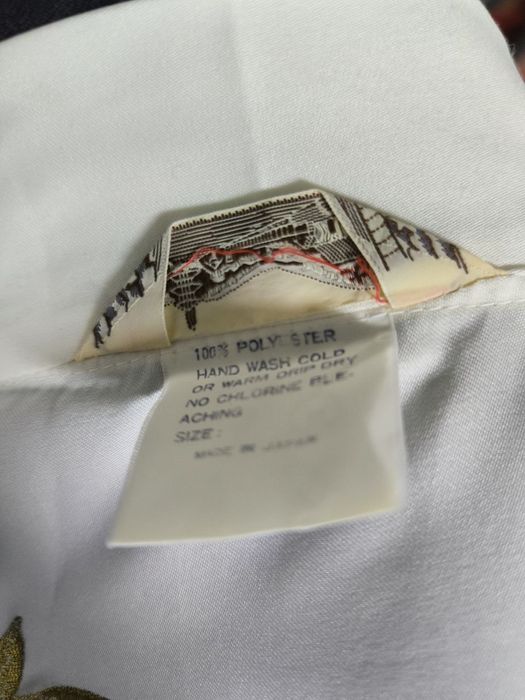 100% POLYESTER
HAND WASH COLD
OR WARM DRIP DRY
NO CHLORINE BLE-
ACHING
SIZE :
MADE IN JAPAN